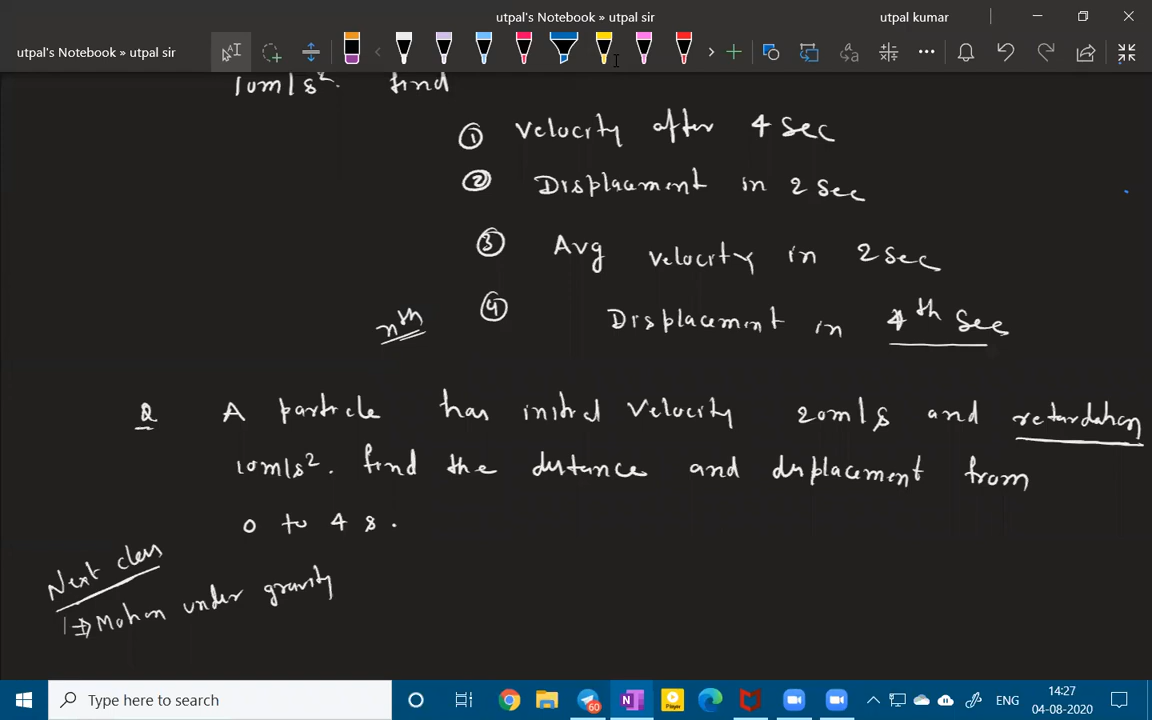 utpal's Notebook » utpal sir
utpal kumar
utpal's Notebook » utpal sir
10m/s². find
① Velocity after 4 Sec
② Displacement in 2 Sec
③ Avg velocity in 2 Sec
④ Displacement in 4th Sec
nth
Q A particle has initial Velocity 20m/s and retardation
10m/s². find the distance and displacement from
0 to 4 s.
Next class
⇒ Motion under gravity
Type here to search
60
ENG
14:27
04-08-2020